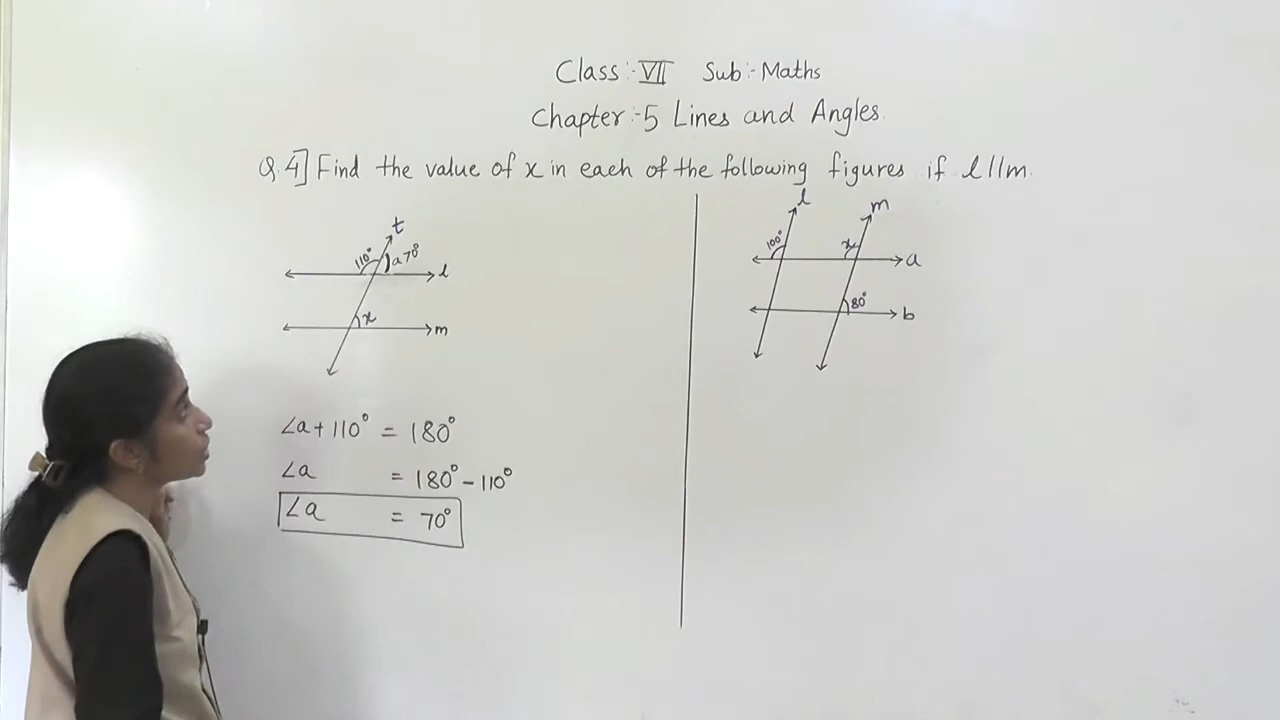 Class:- VII Sub:- Maths
Chapter:-5 Lines and Angles.
Q.4] Find the value of x in each of the following figures if l||m.
t
110°
a 70°
l
x
m
∠a + 110° = 180°
∠a = 180° - 110°
∠a = 70°
l
m
100°
x
a
80°
b